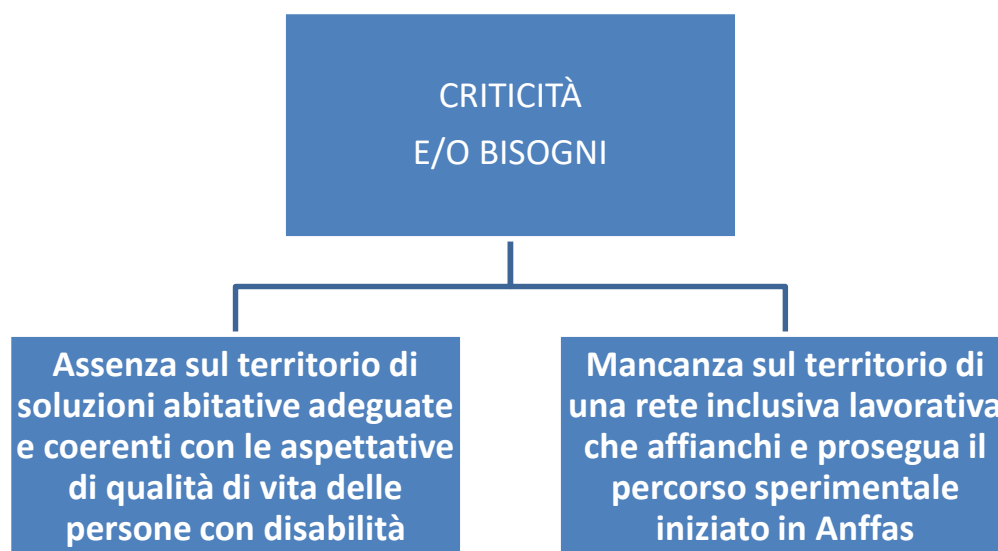 CRITICITÀ
E/O BISOGNI
Assenza sul territorio di
soluzioni abitative adeguate
e coerenti con le aspettative
di qualità di vita delle
persone con disabilità
Mancanza sul territorio di
una rete inclusiva lavorativa
che affianchi e prosegua il
percorso sperimentale
iniziato in Anffas